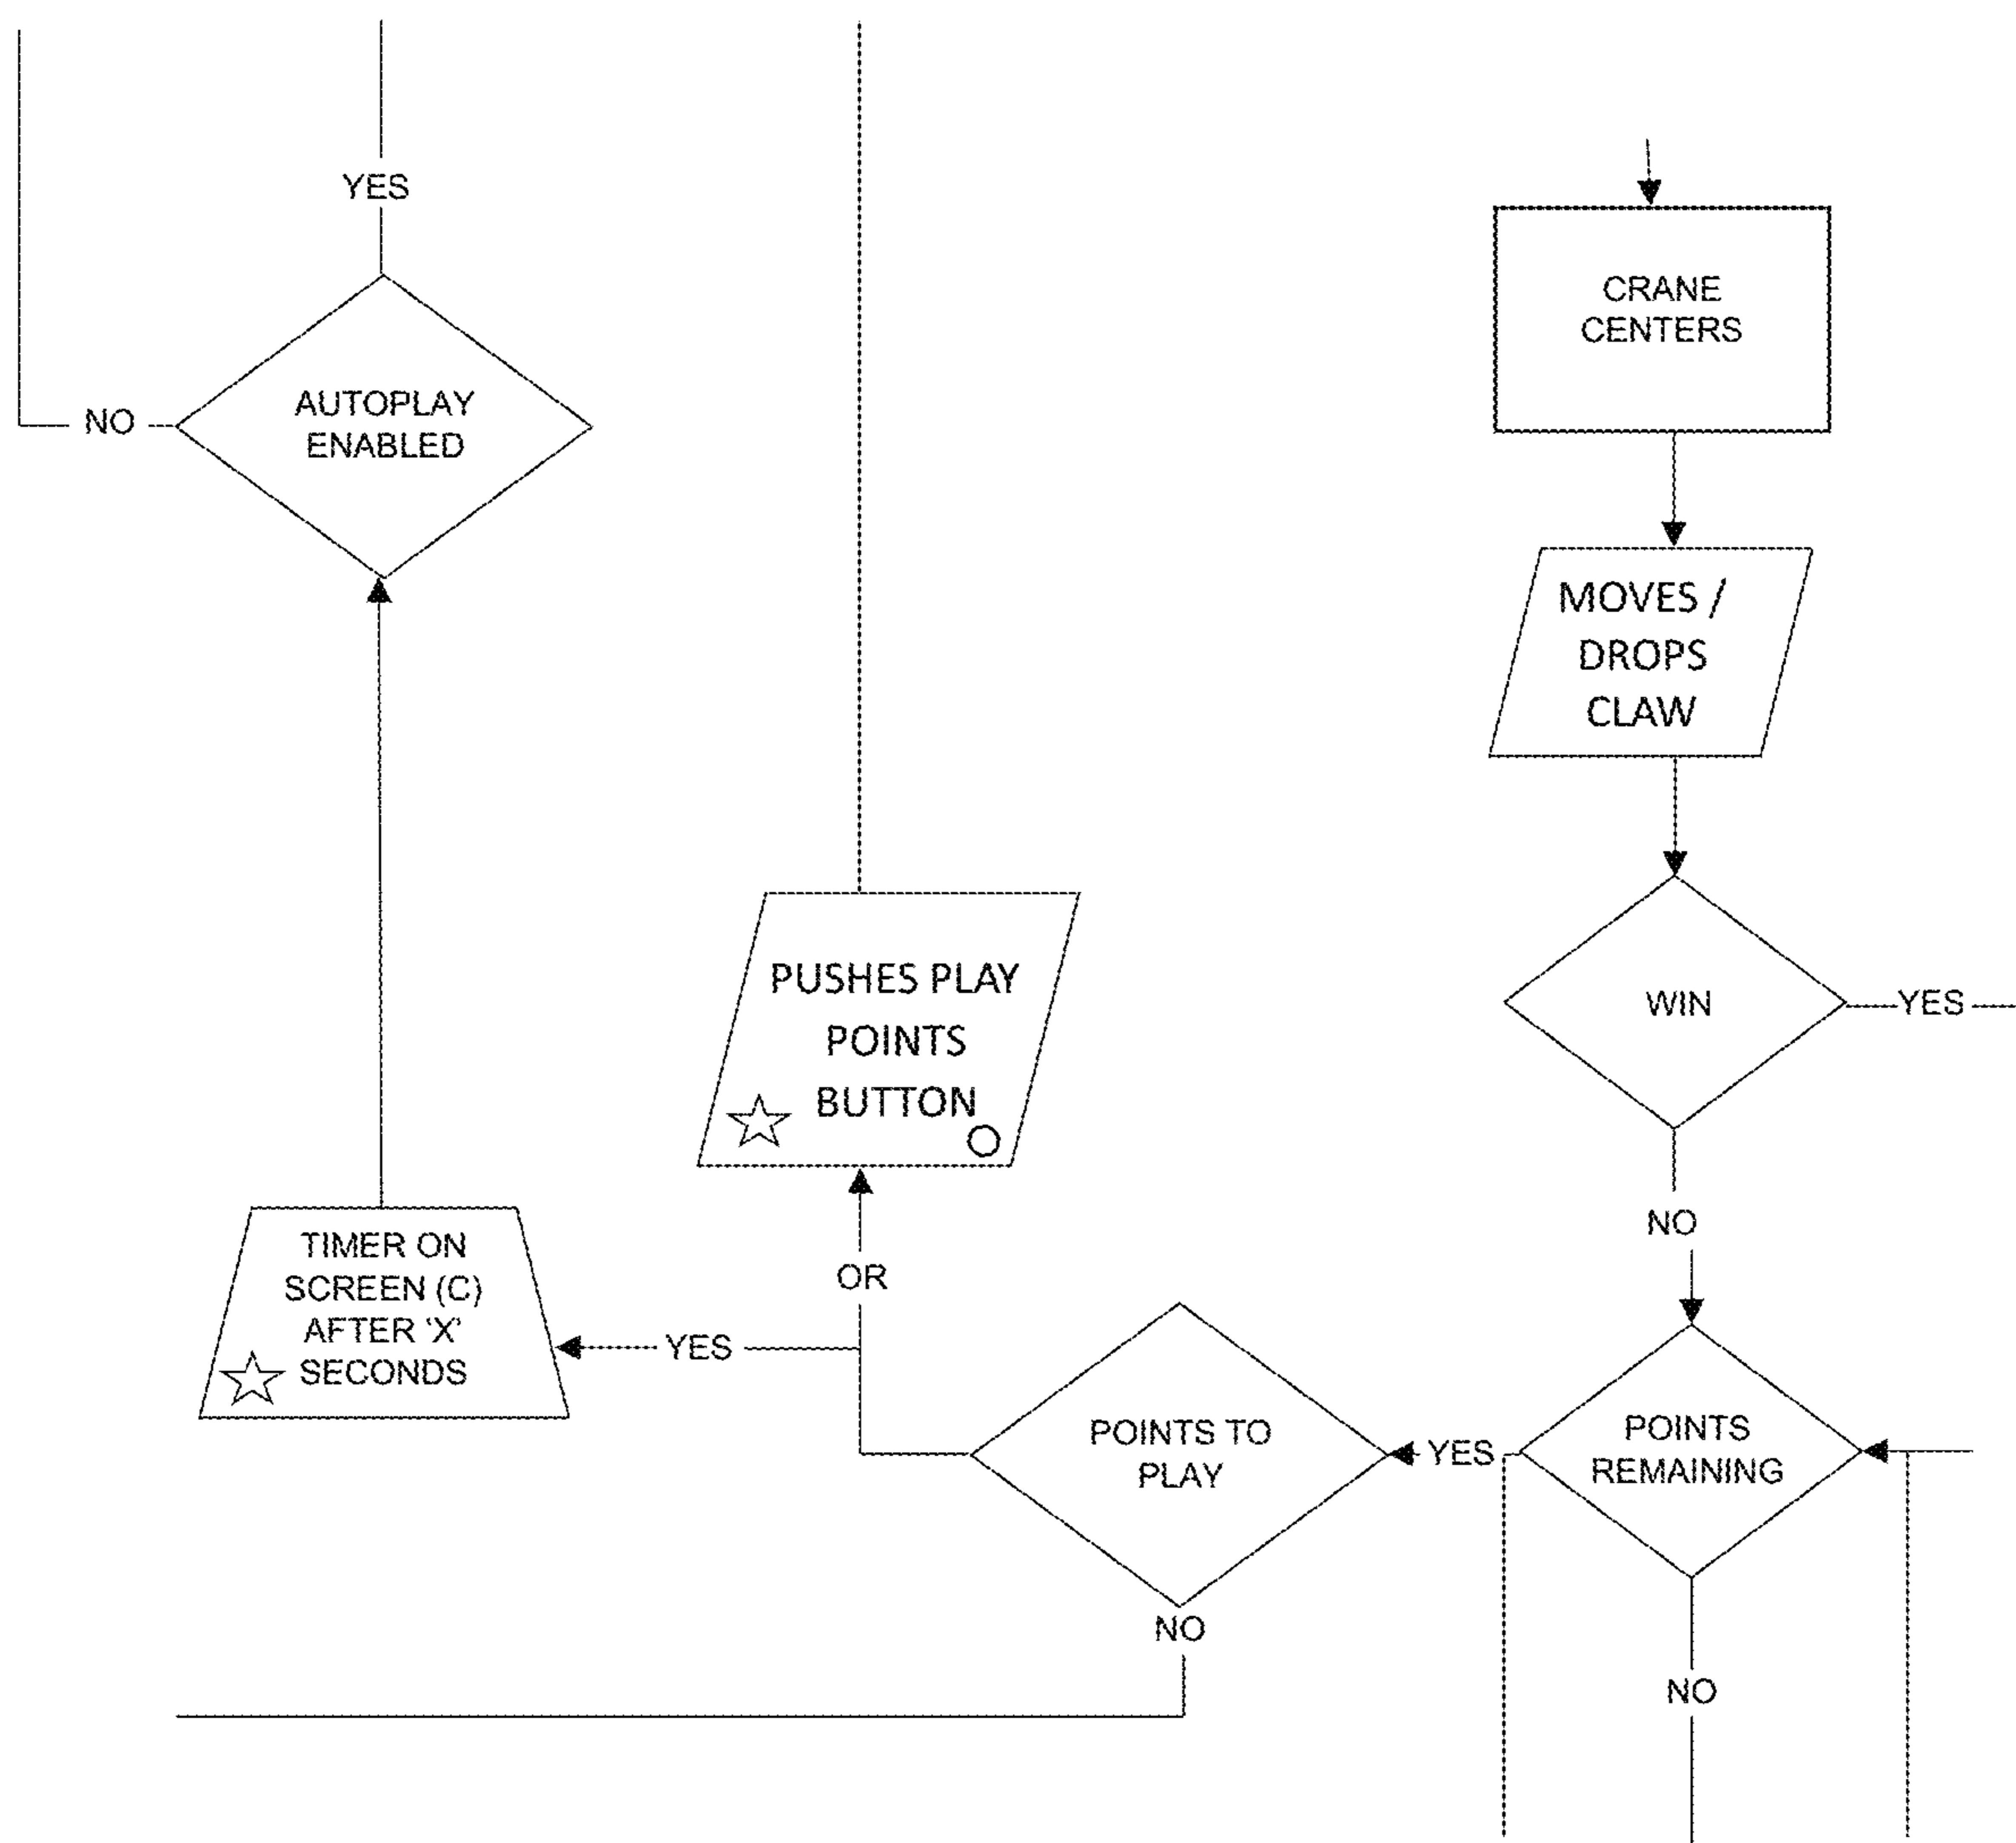 YES
NO
AUTOPLAY
ENABLED
CRANE
CENTERS
MOVES /
DROPS
CLAW
WIN
YES
NO
PUSHES PLAY
POINTS
BUTTON
OR
TIMER ON
SCREEN (C)
AFTER ‘X’
SECONDS
YES
POINTS TO
PLAY
NO
YES
POINTS
REMAINING
NO